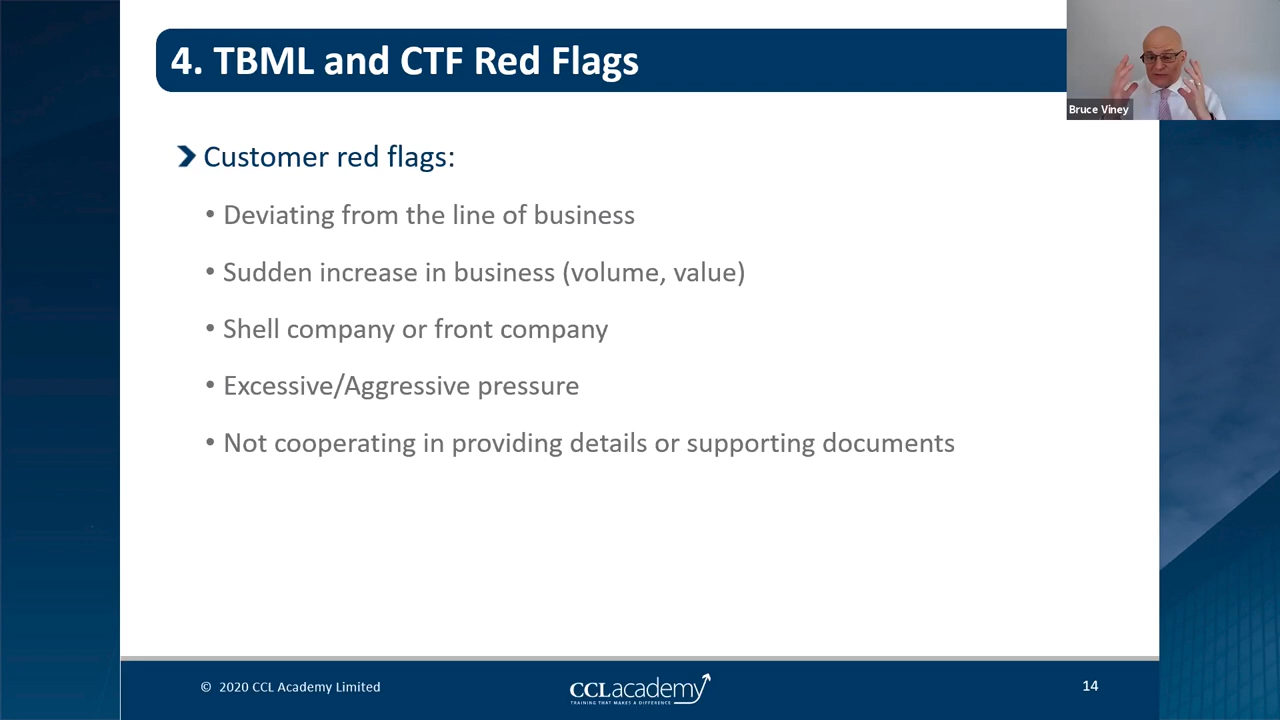 4. TBML and CTF Red Flags
Bruce Viney
Customer red flags:
• Deviating from the line of business
• Sudden increase in business (volume, value)
• Shell company or front company
• Excessive/Aggressive pressure
• Not cooperating in providing details or supporting documents
© 2020 CCL Academy Limited
CCLacademy
TRAINING THAT MAKES A DIFFERENCE
14